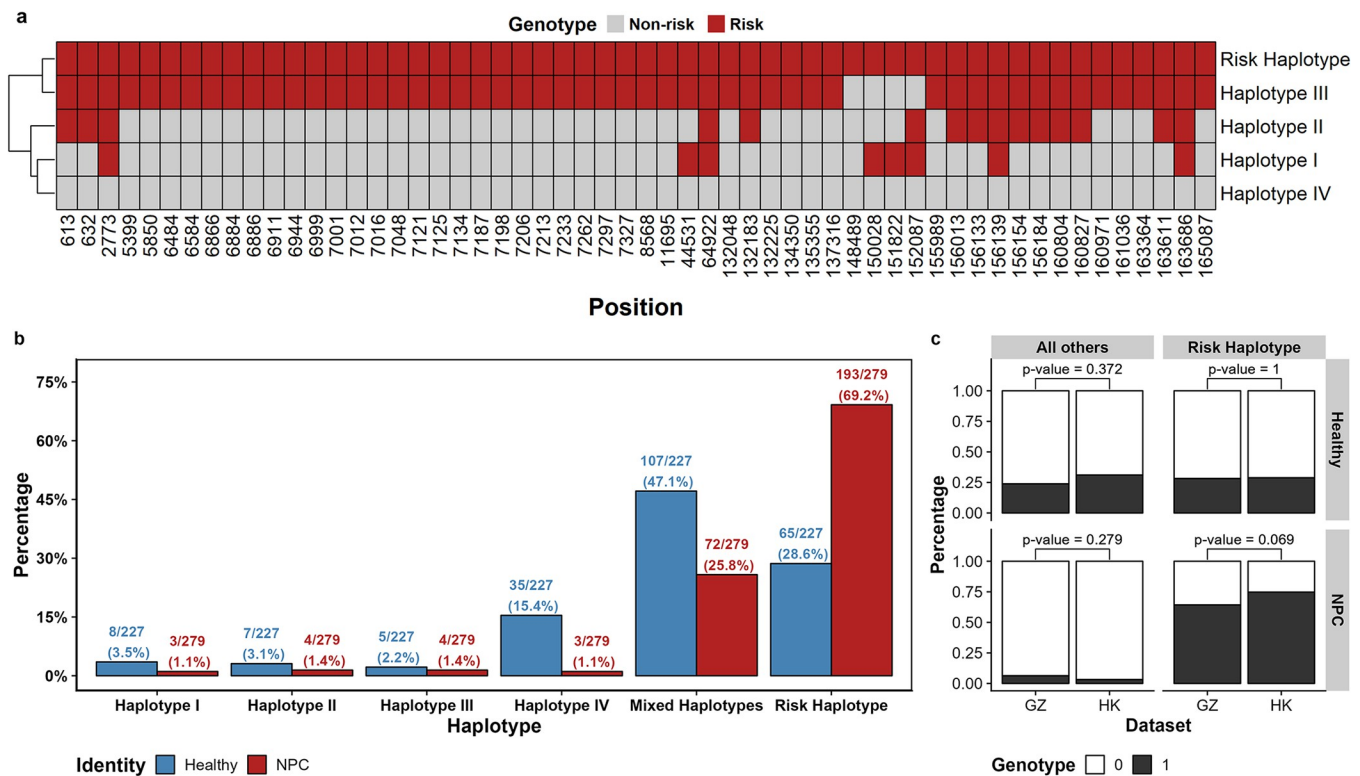 a
Genotype Non-risk Risk
Risk Haplotype
Haplotype III
Haplotype II
Haplotype I
Haplotype IV
613 632 2773 5399 5850 6484 6584 6866 6884 6886 6911 6944 6999 7001 7012 7016 7048 7121 7125 7134 7187 7198 7206 7213 7233 7262 7297 7327 8568 11695 44531 64922 132048 132183 132225 134350 135355 137316 148489 150028 151822 152087 155989 156013 156133 156139 156154 156184 160804 160827 160971 161036 163364 163611 163686 165087
Position
b
Percentage
75%
60%
45%
30%
15%
0%
8/227
(3.5%)
3/279
(1.1%)
7/227
(3.1%)
4/279
(1.4%)
5/227
(2.2%)
4/279
(1.4%)
35/227
(15.4%)
3/279
(1.1%)
107/227
(47.1%)
72/279
(25.8%)
65/227
(28.6%)
193/279
(69.2%)
Haplotype I Haplotype II Haplotype III Haplotype IV Mixed Haplotypes Risk Haplotype
Haplotype
Identity Healthy NPC
c
All others Risk Haplotype
p-value = 0.372 p-value = 1
1.00
0.75
0.50
0.25
0.00
Healthy
Percentage
p-value = 0.279 p-value = 0.069
1.00
0.75
0.50
0.25
0.00
NPC
GZ HK GZ HK
Dataset
Genotype 0 1